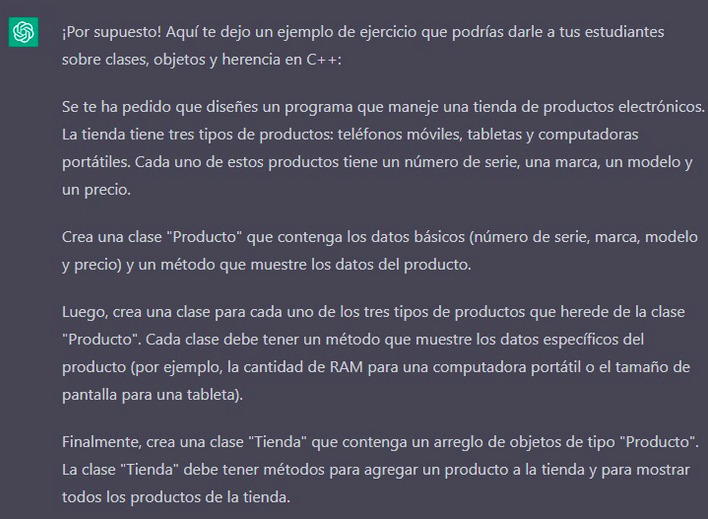 ¡Por supuesto! Aquí te dejo un ejemplo de ejercicio que podrías darle a tus estudiantes
sobre clases, objetos y herencia en C++:
Se te ha pedido que diseñes un programa que maneje una tienda de productos electrónicos.
La tienda tiene tres tipos de productos: teléfonos móviles, tabletas y computadoras
portátiles. Cada uno de estos productos tiene un número de serie, una marca, un modelo y
un precio.
Crea una clase "Producto" que contenga los datos básicos (número de serie, marca, modelo
y precio) y un método que muestre los datos del producto.
Luego, crea una clase para cada uno de los tres tipos de productos que herede de la clase
"Producto". Cada clase debe tener un método que muestre los datos específicos del
producto (por ejemplo, la cantidad de RAM para una computadora portátil o el tamaño de
pantalla para una tableta).
Finalmente, crea una clase "Tienda" que contenga un arreglo de objetos de tipo "Producto".
La clase "Tienda" debe tener métodos para agregar un producto a la tienda y para mostrar
todos los productos de la tienda.